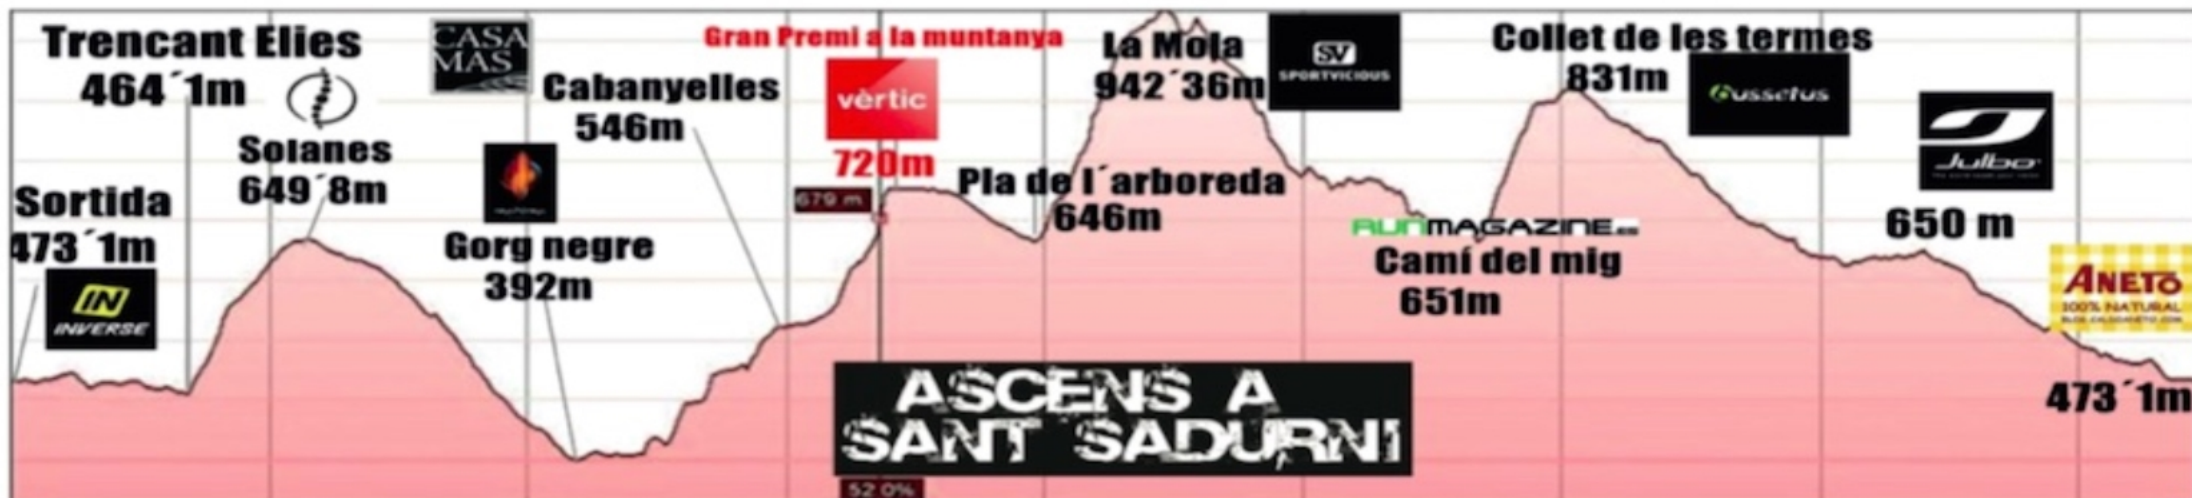 Trencant Elies
464´1m
CASA
MAS
Solanes
649´8m
Sortida
473´1m
IN
INVERSE
Gorg negre
392m
Cabanyelles
546m
Gran Premi a la muntanya
vèrtic
720m
679 m
Pla de l´arboreda
646m
La Mola
942´36m
SV
SPORTVICIOUS
RUNMAGAZINE.es
Camí del mig
651m
Collet de les termes
831m
Julbo
650 m
ANETO
100% NATURAL
473´1m
ASCENS A
SANT SADURNI
52.0%